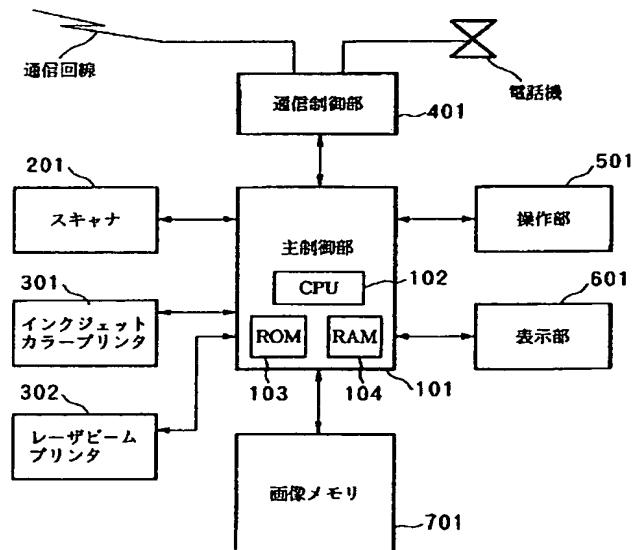 通信回線
電話機
通信制御部
401
201
スキャナ
501
操作部
主制御部
CPU
102
301
インクジェット
カラープリンタ
601
表示部
ROM
RAM
103
104
101
302
レーザビーム
プリンタ
画像メモリ
701